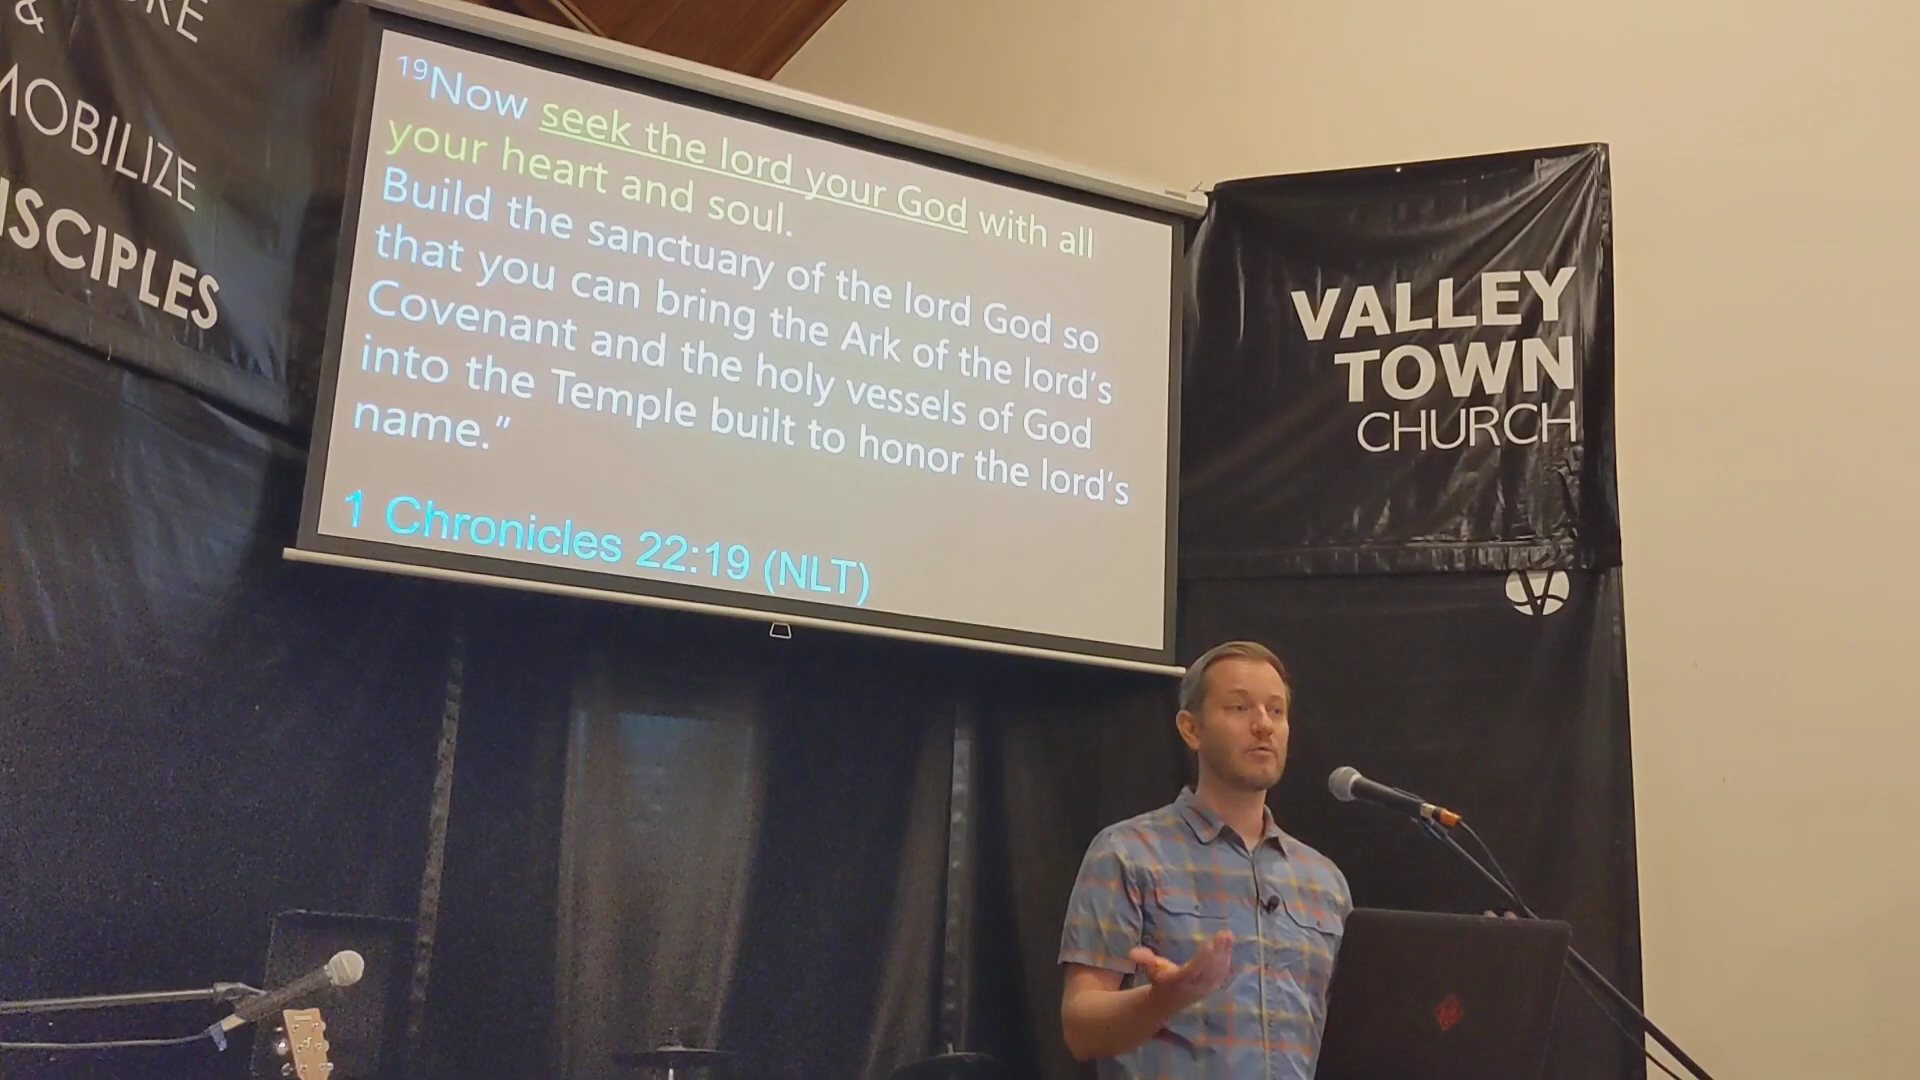 &
MOBILIZE
DISCIPLES
19Now seek the lord your God with all
your heart and soul.
Build the sanctuary of the lord God so
that you can bring the Ark of the lord's
Covenant and the holy vessels of God
into the Temple built to honor the lord's
name.”
1 Chronicles 22:19 (NLT)
VALLEY
TOWN
CHURCH